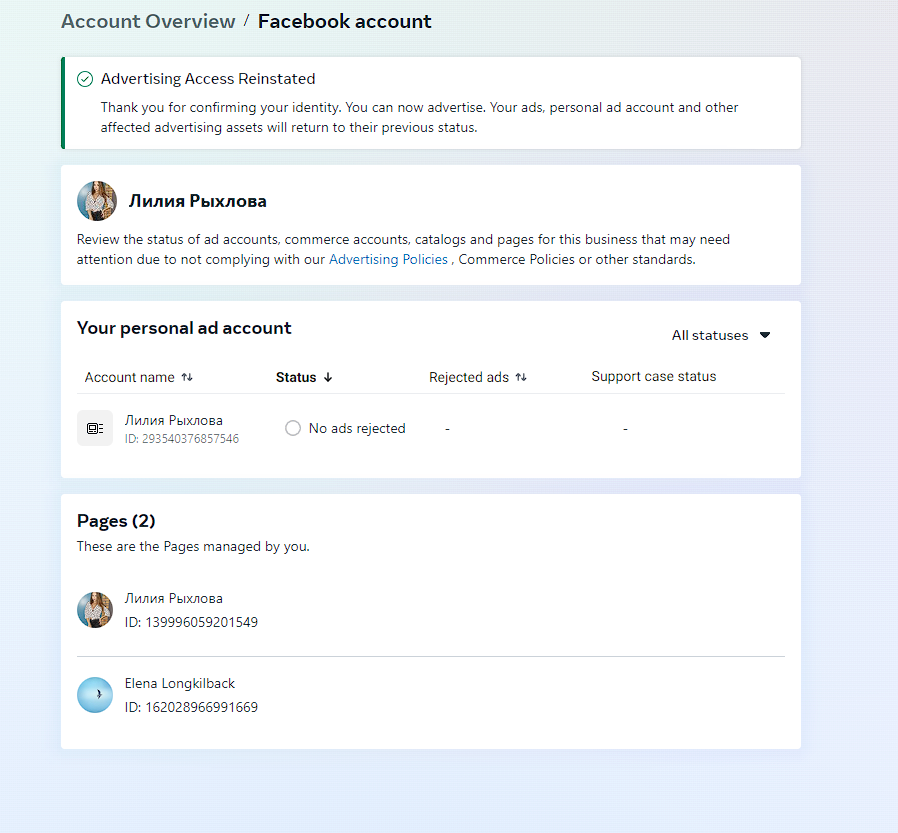 Account Overview / Facebook account
Advertising Access Reinstated
Thank you for confirming your identity. You can now advertise. Your ads, personal ad account and other
affected advertising assets will return to their previous status.
Лилия Рыхлова
Review the status of ad accounts, commerce accounts, catalogs and pages for this business that may need
attention due to not complying with our Advertising Policies , Commerce Policies or other standards.
Your personal ad account
All statuses
Account name Status Rejected ads Support case status
Лилия Рыхлова
ID: 293540376857546
No ads rejected - -
Pages (2)
These are the Pages managed by you.
Лилия Рыхлова
ID: 139996059201549
Elena Longkilback
ID: 162028966991669